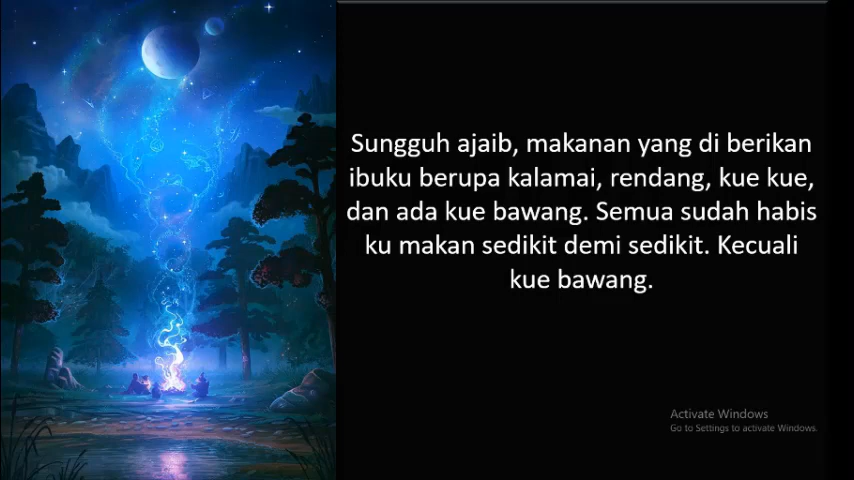 Sungguh ajaib, makanan yang di berikan
ibuku berupa kalamai, rendang, kue kue,
dan ada kue bawang. Semua sudah habis
ku makan sedikit demi sedikit. Kecuali
kue bawang.
Activate Windows
Go to Settings to activate Windows.